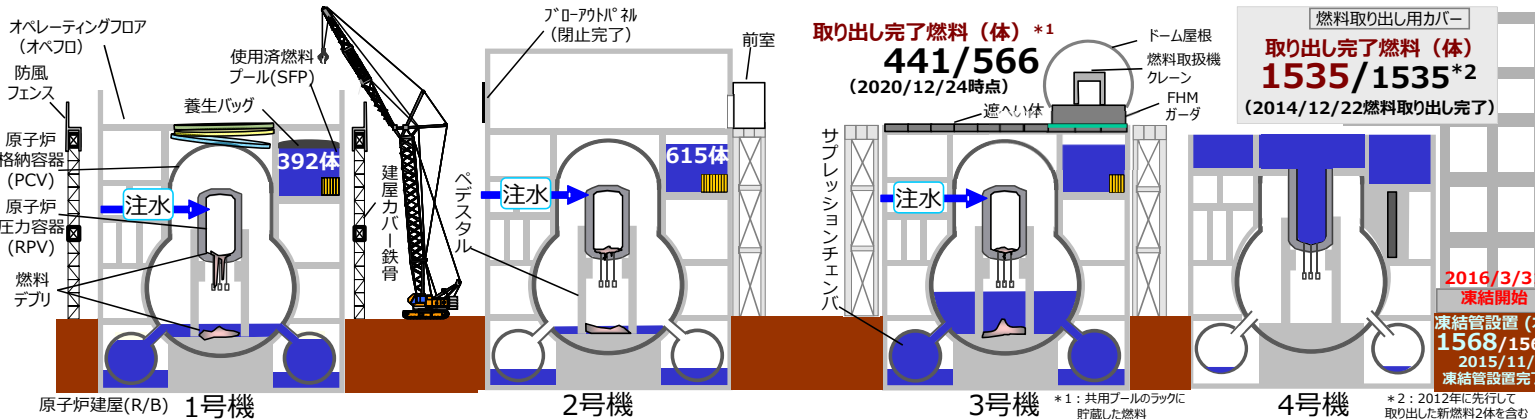 オペレーティングフロア
(オペフロ)
防風
フェンス
使用済燃料
プール(SFP)
養生バッグ
原子炉
格納容器
(PCV)
392体
注水
原子炉
圧力容器
(RPV)
燃料
デブリ
建屋カバー鉄骨
原子炉建屋(R/B)
1号機
ブローアウトパネル
(閉止完了)
前室
615体
注水
ペデスタル
2号機
取り出し完了燃料(体)*1
441/566
(2020/12/24時点)
ドーム屋根
燃料取扱機
クレーン
遮へい体
FHM
ガーダ
サプレッションチェンバ
注水
3号機
*1:共用プールのラックに
貯蔵した燃料
燃料取り出し用カバー
取り出し完了燃料(体)
1535/1535*2
(2014/12/22燃料取り出し完了)
4号機
*2:2012年に先行して
取り出した新燃料2体を含む
2016/3/3
凍結開始
凍結管設置
1568/156
2015/11/
凍結管設置完